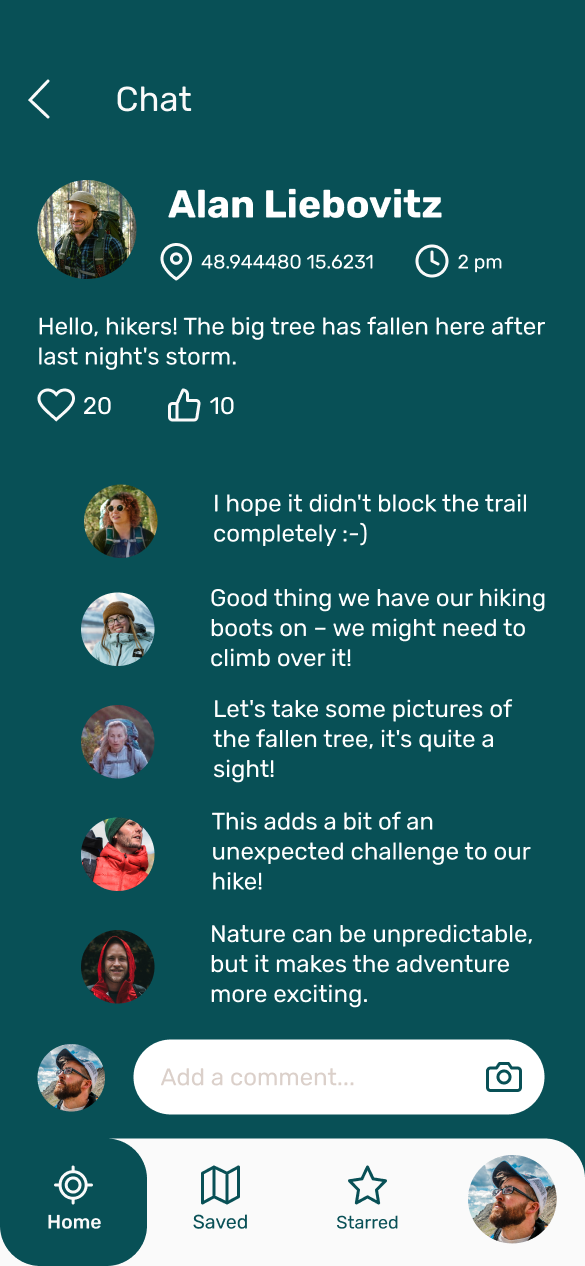 Chat
Alan Liebovitz
48.944480 15.6231 2 pm
Hello, hikers! The big tree has fallen here after
last night's storm.
20 10
I hope it didn't block the trail
completely :-)
Good thing we have our hiking
boots on – we might need to
climb over it!
Let's take some pictures of
the fallen tree, it's quite a
sight!
This adds a bit of an
unexpected challenge to our
hike!
Nature can be unpredictable,
but it makes the adventure
more exciting.
Add a comment...
Home Saved Starred